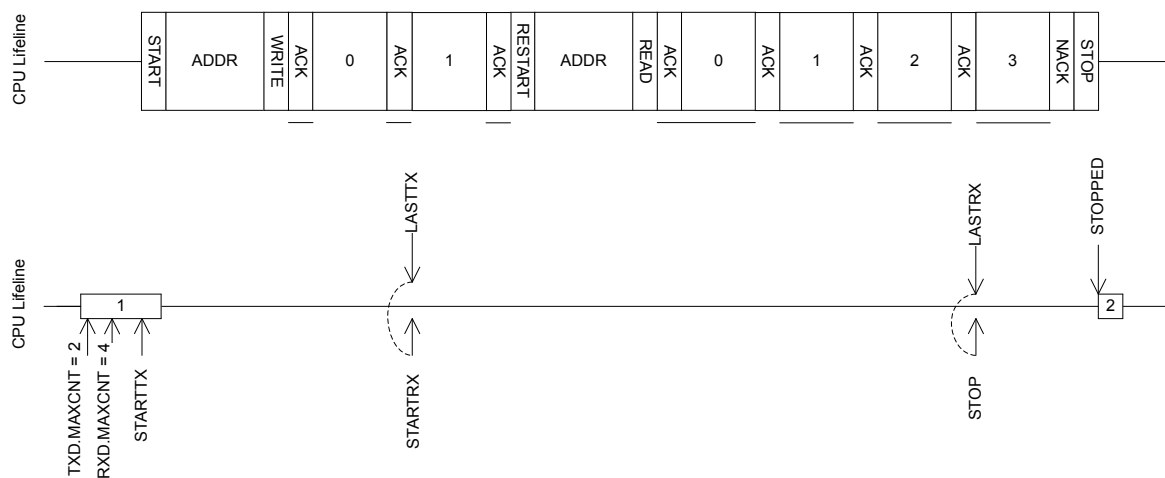 CPU Lifeline
START
ADDR
WRITE
ACK
0
ACK
1
ACK
RESTART
ADDR
READ
ACK
0
ACK
1
ACK
2
ACK
3
NACK
STOP
LASTTX
LASTRX
STOPPED
CPU Lifeline
1
2
TXD.MAXCNT = 2
RXD.MAXCNT = 4
STARTTX
STARTRX
STOP